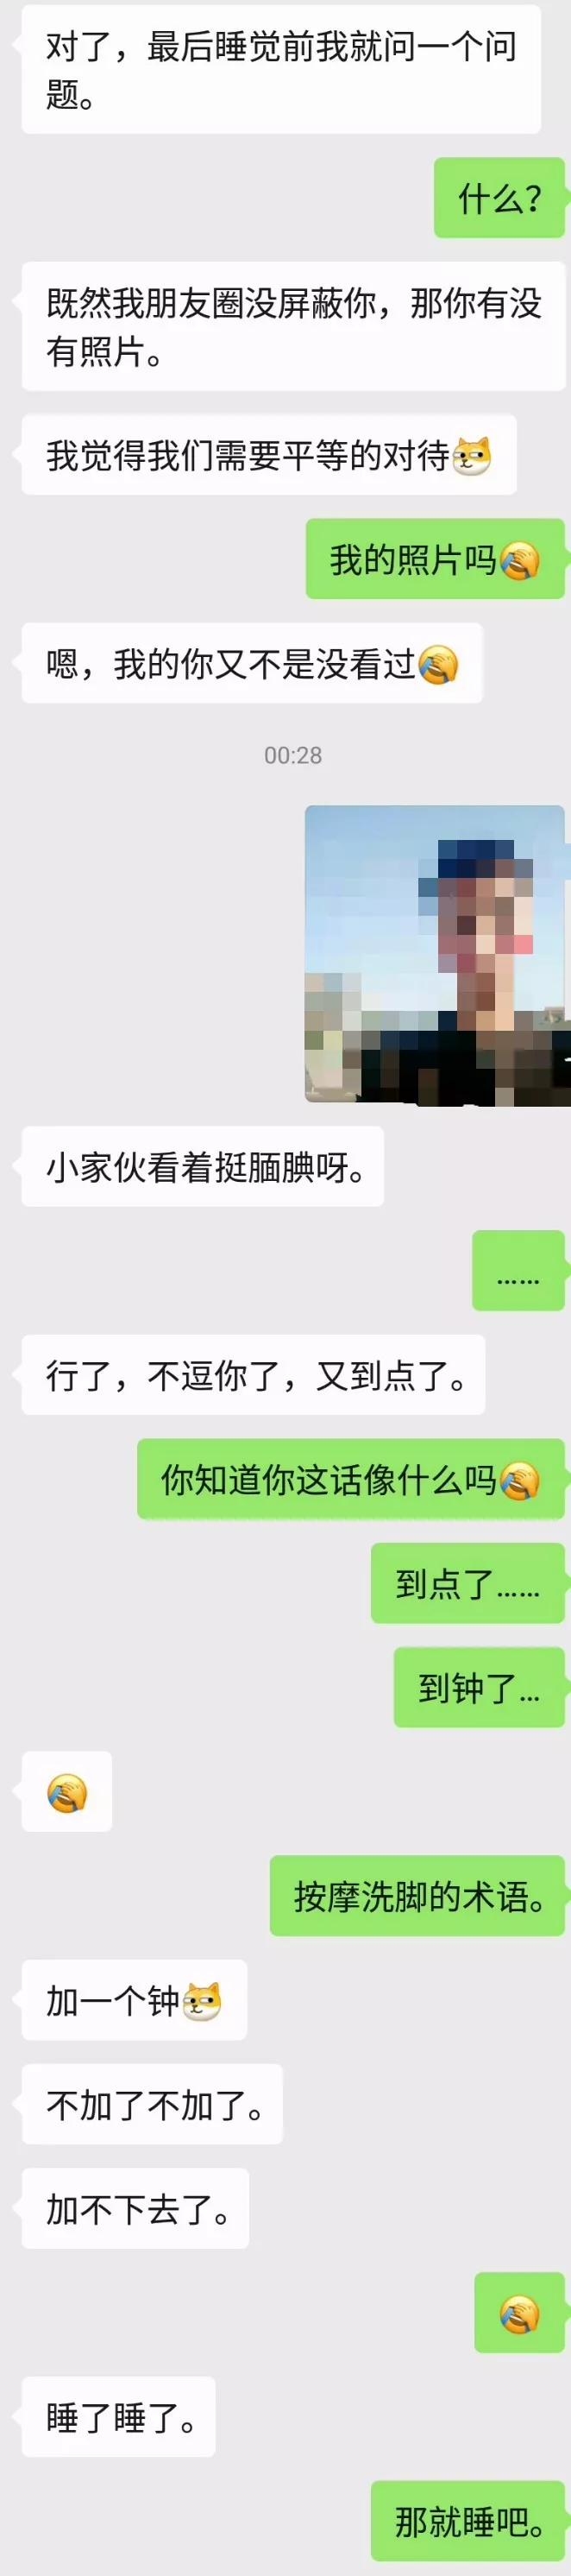 对了，最后睡觉前我就问一个问
题。
什么？
既然我朋友圈没屏蔽你，那你有没
有照片。
我觉得我们需要平等的对待
我的照片吗
嗯，我的你又不是没看过
00:28
小家伙看着挺腼腆呀。
……
行了，不逗你了，又到点了。
你知道你这话像什么吗
到点了……
到钟了…
按摩洗脚的术语。
加一个钟
不加了不加了。
加不下去了。
睡了睡了。
那就睡吧。